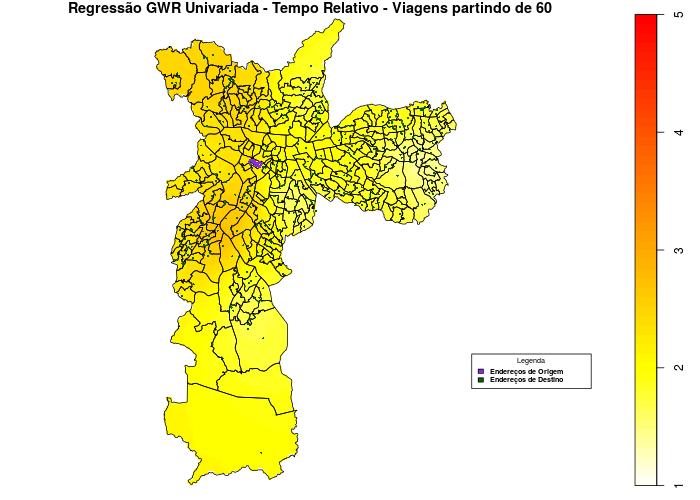 Regressão GWR Univariada - Tempo Relativo - Viagens partindo de 60
5
4
3
2
1
Legenda
Endereços de Origem
Endereços de Destino